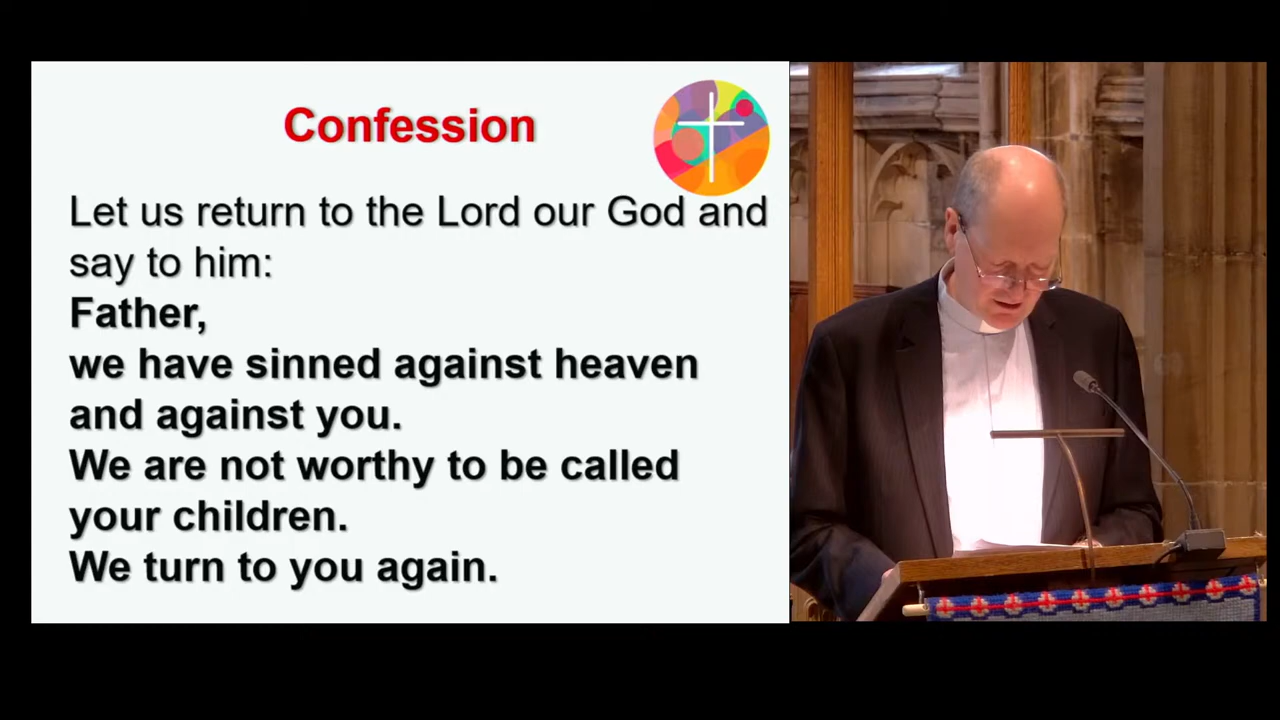 Confession
Let us return to the Lord our God and
say to him:
Father,
we have sinned against heaven
and against you.
We are not worthy to be called
your children.
We turn to you again.